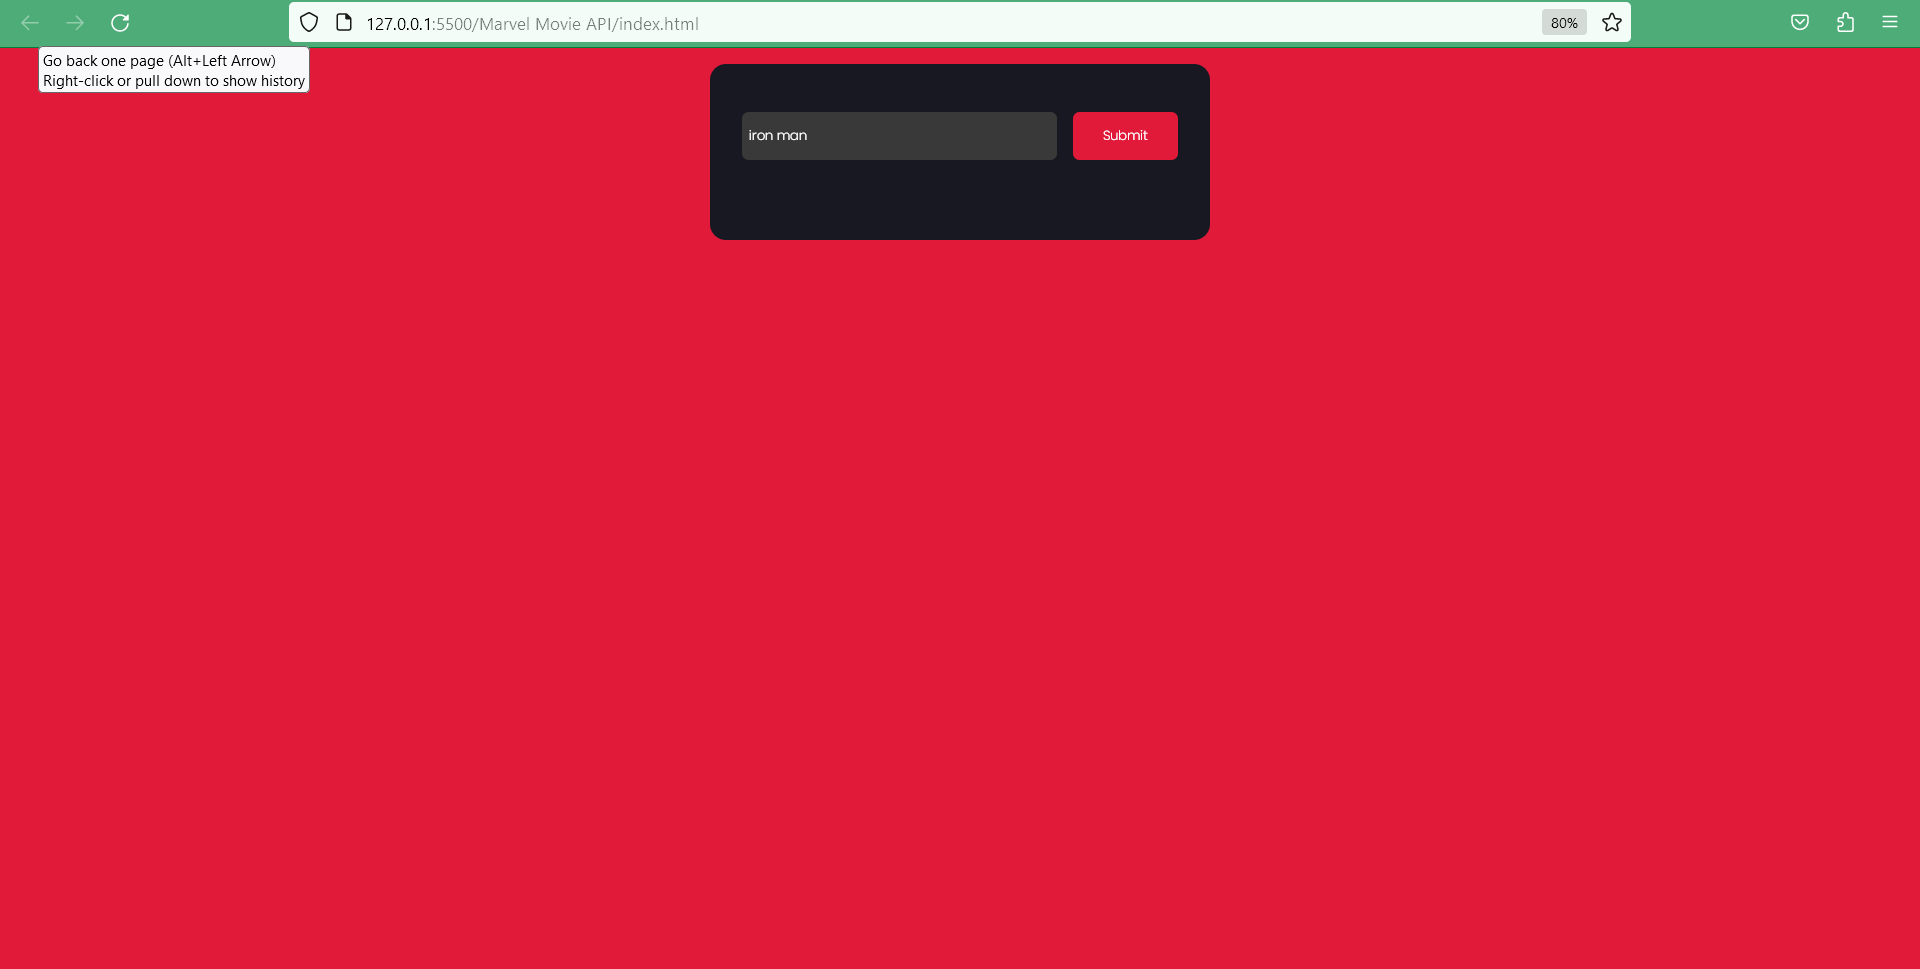 127.0.0.1:5500/Marvel Movie API/index.html
80%
Go back one page (Alt+Left Arrow)
Right-click or pull down to show history
iron man
Submit